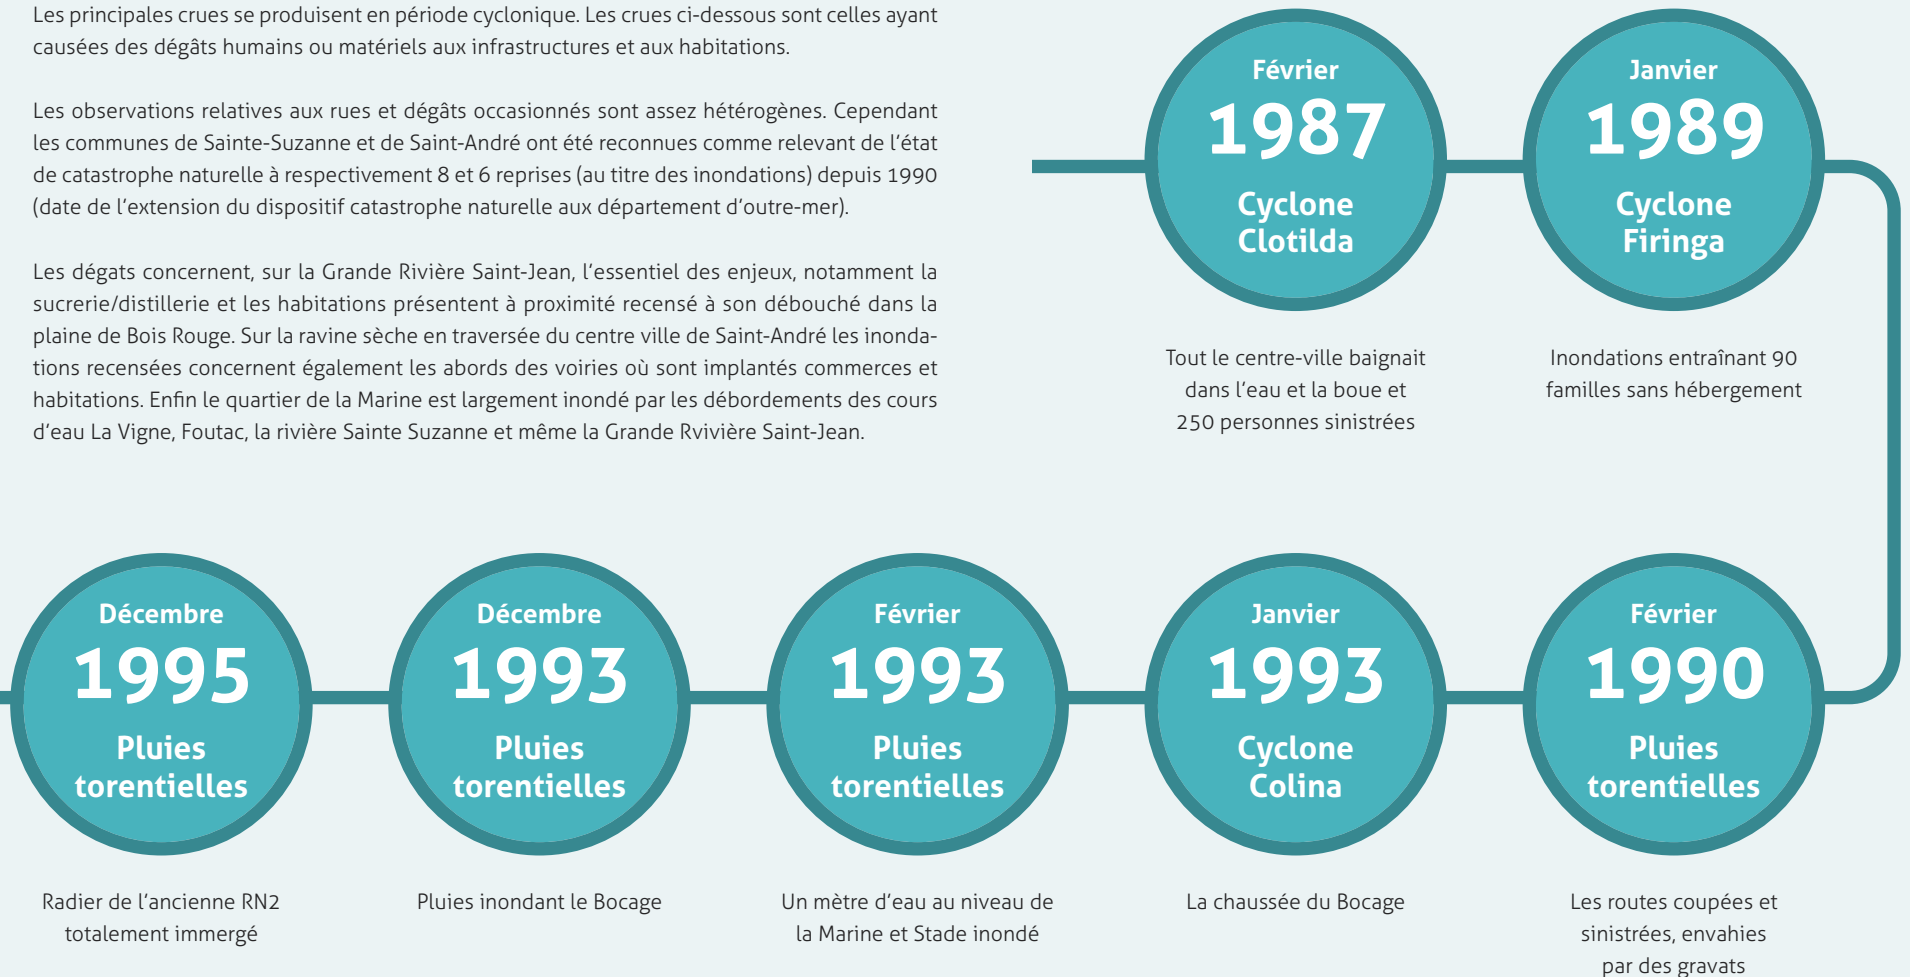 Les principales crues se produisent en période cyclonique. Les crues ci-dessous sont celles ayant
causées des dégâts humains ou matériels aux infrastructures et aux habitations.
Les observations relatives aux rues et dégâts occasionnés sont assez hétérogènes. Cependant
les communes de Sainte-Suzanne et de Saint-André ont été reconnues comme relevant de l'état
de catastrophe naturelle à respectivement 8 et 6 reprises (au titre des inondations) depuis 1990
(date de l'extension du dispositif catastrophe naturelle aux département d'outre-mer).
Les dégats concernent, sur la Grande Rivière Saint-Jean, l'essentiel des enjeux, notamment la
sucrerie/distillerie et les habitations présentent à proximité recensé à son débouché dans la
plaine de Bois Rouge. Sur la ravine sèche en traversée du centre ville de Saint-André les inonda-
tions recensées concernent également les abords des voiries où sont implantés commerces et
habitations. Enfin le quartier de la Marine est largement inondé par les débordements des cours
d'eau La Vigne, Foutac, la rivière Sainte Suzanne et même la Grande Rvivière Saint-Jean.
Février
1987
Cyclone
Clotilda
Tout le centre-ville baignait
dans l'eau et la boue et
250 personnes sinistrées
Janvier
1989
Cyclone
Firinga
Inondations entraînant 90
familles sans hébergement
Février
1990
Pluies
torentielles
Les routes coupées et
sinistrées, envahies
par des gravats
Janvier
1993
Cyclone
Colina
La chaussée du Bocage
Février
1993
Pluies
torentielles
Un mètre d'eau au niveau de
la Marine et Stade inondé
Décembre
1993
Pluies
torentielles
Pluies inondant le Bocage
Décembre
1995
Pluies
torentielles
Radier de l'ancienne RN2
totalement immergé